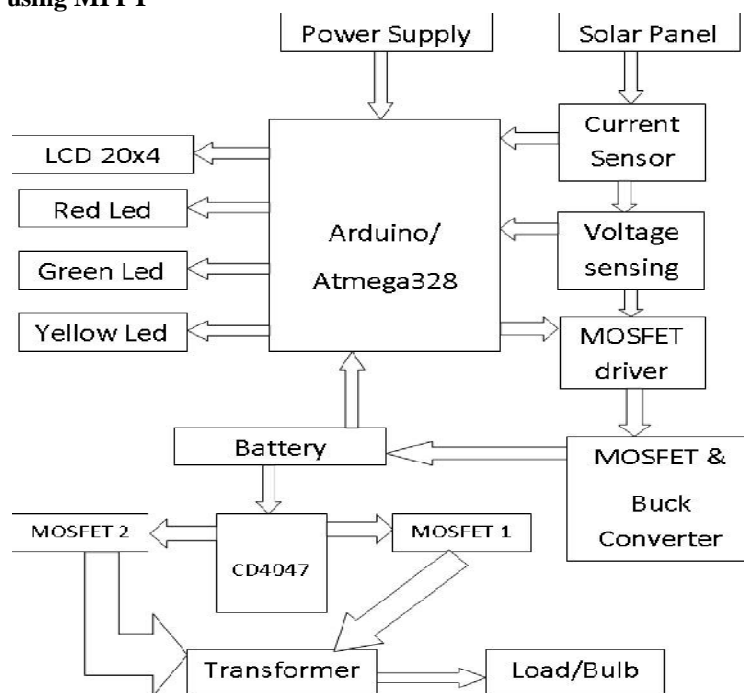 using MPPT
Power Supply
Solar Panel
LCD 20x4
Red Led
Green Led
Yellow Led
Arduino/
Atmega328
Current
Sensor
Voltage
sensing
MOSFET
driver
Battery
MOSFET &
Buck
Converter
MOSFET 2
CD4047
MOSFET 1
Transformer
Load/Bulb